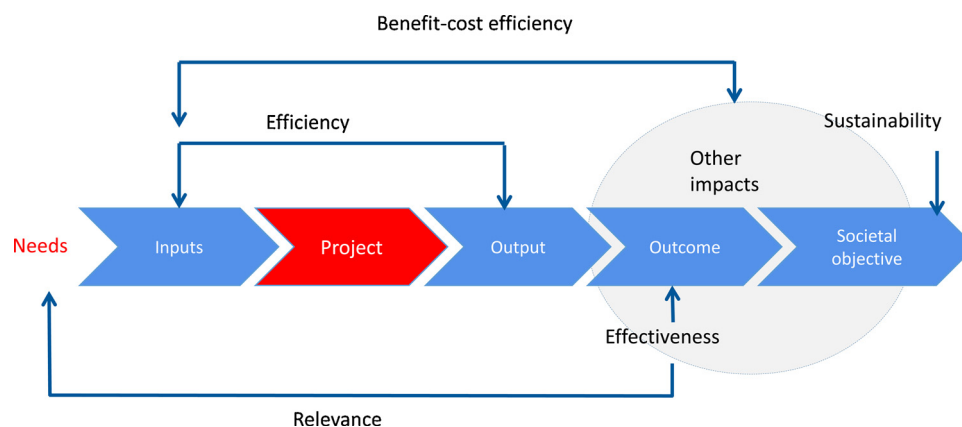 Benefit-cost efficiency
Efficiency
Sustainability
Other
impacts
Needs
Inputs
Project
Output
Outcome
Societal
objective
Effectiveness
Relevance